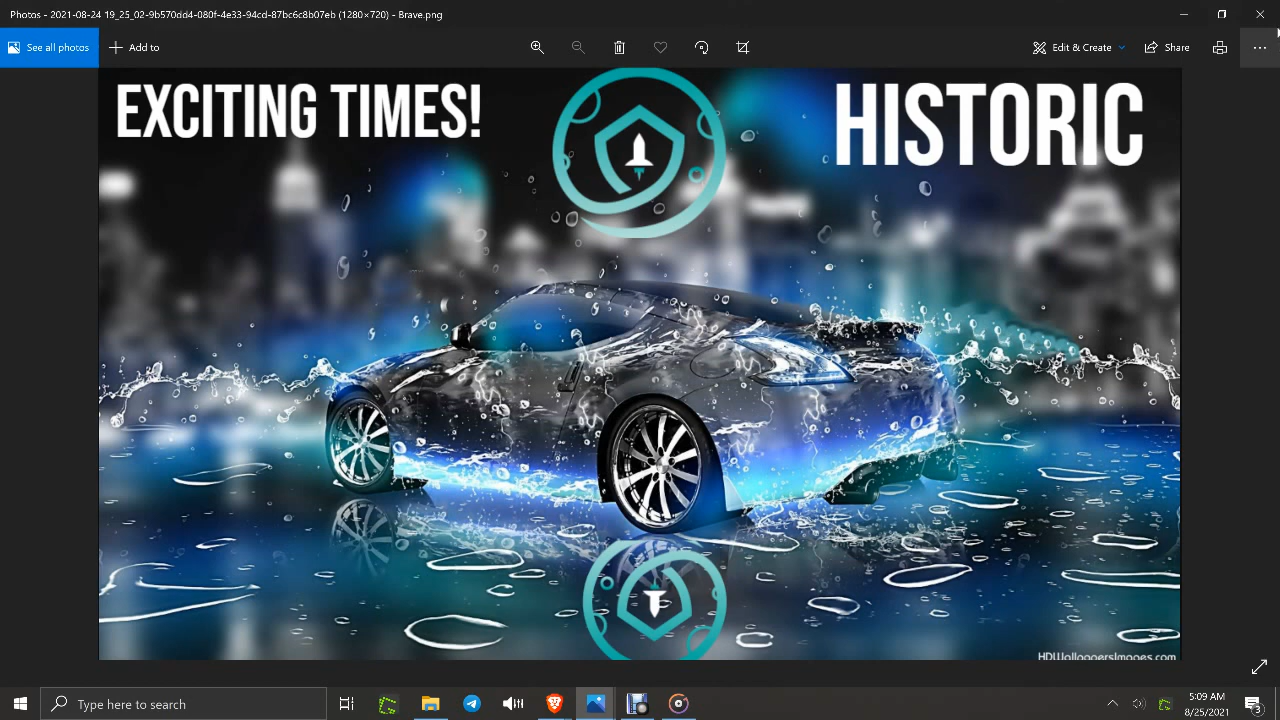 Photos - 2021-08-24 19_25_02-9b570dd4-080f-4e33-94cd-87bc6c8b07eb (1280×720) - Brave.png
See all photos
Add to
Edit & Create
Share
EXCITING TIMES!
HISTORIC
HDWallpapersImages.com
Type here to search
5:09 AM
8/25/2021
3